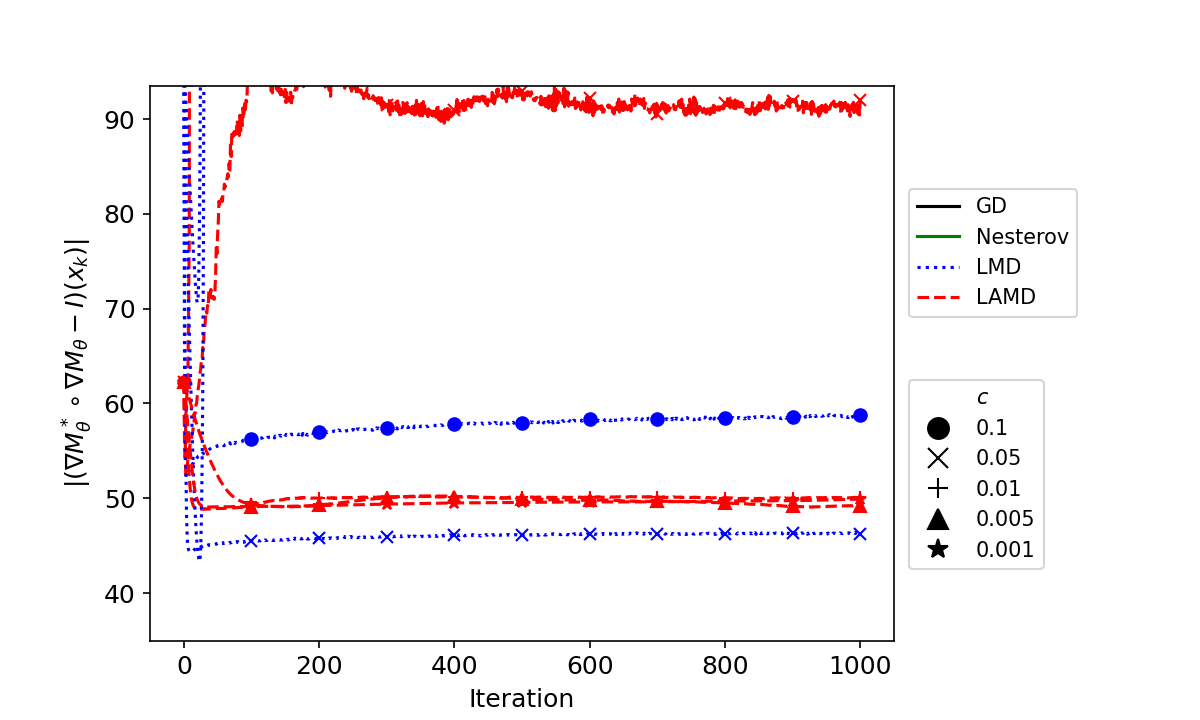 90
80
70
60
50
40
0 200 400 600 800 1000
Iteration
|(∇M*θ ∘ ∇Mθ − I)(xk)|
GD
Nesterov
LMD
LAMD
c
0.1
0.05
0.01
0.005
0.001